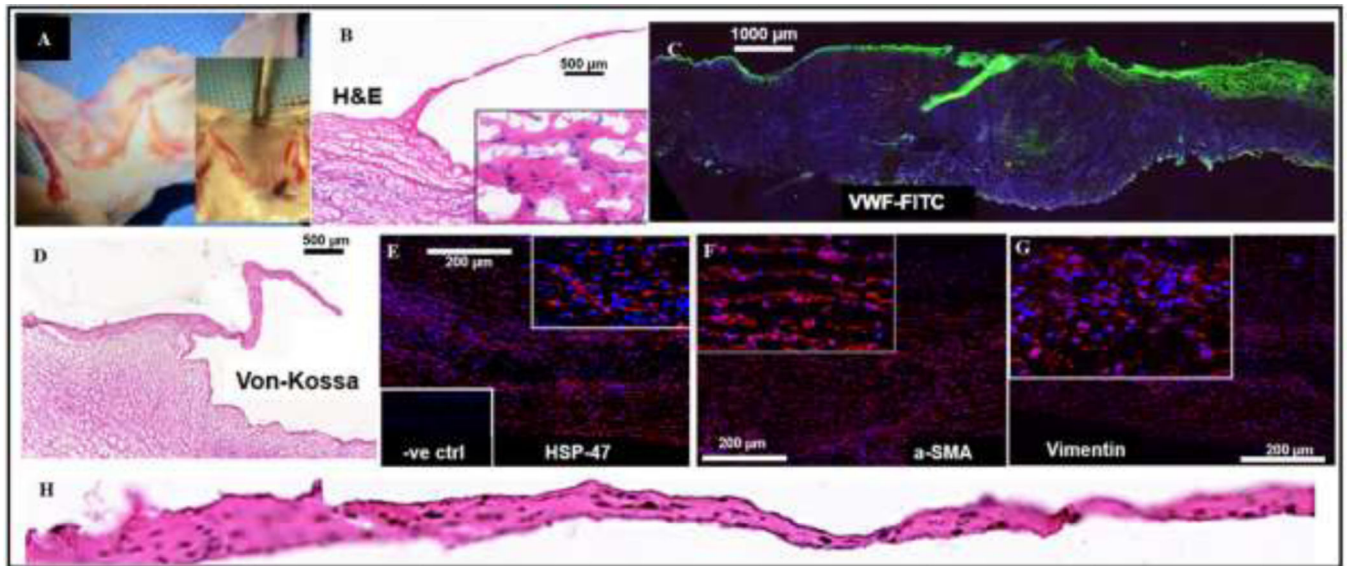 A
B
500 µm
H&E
C
1000 µm
VWF-FITC
D
500 µm
Von-Kossa
E
200 µm
-ve ctrl
HSP-47
F
200 µm
a-SMA
G
Vimentin
200 µm
H